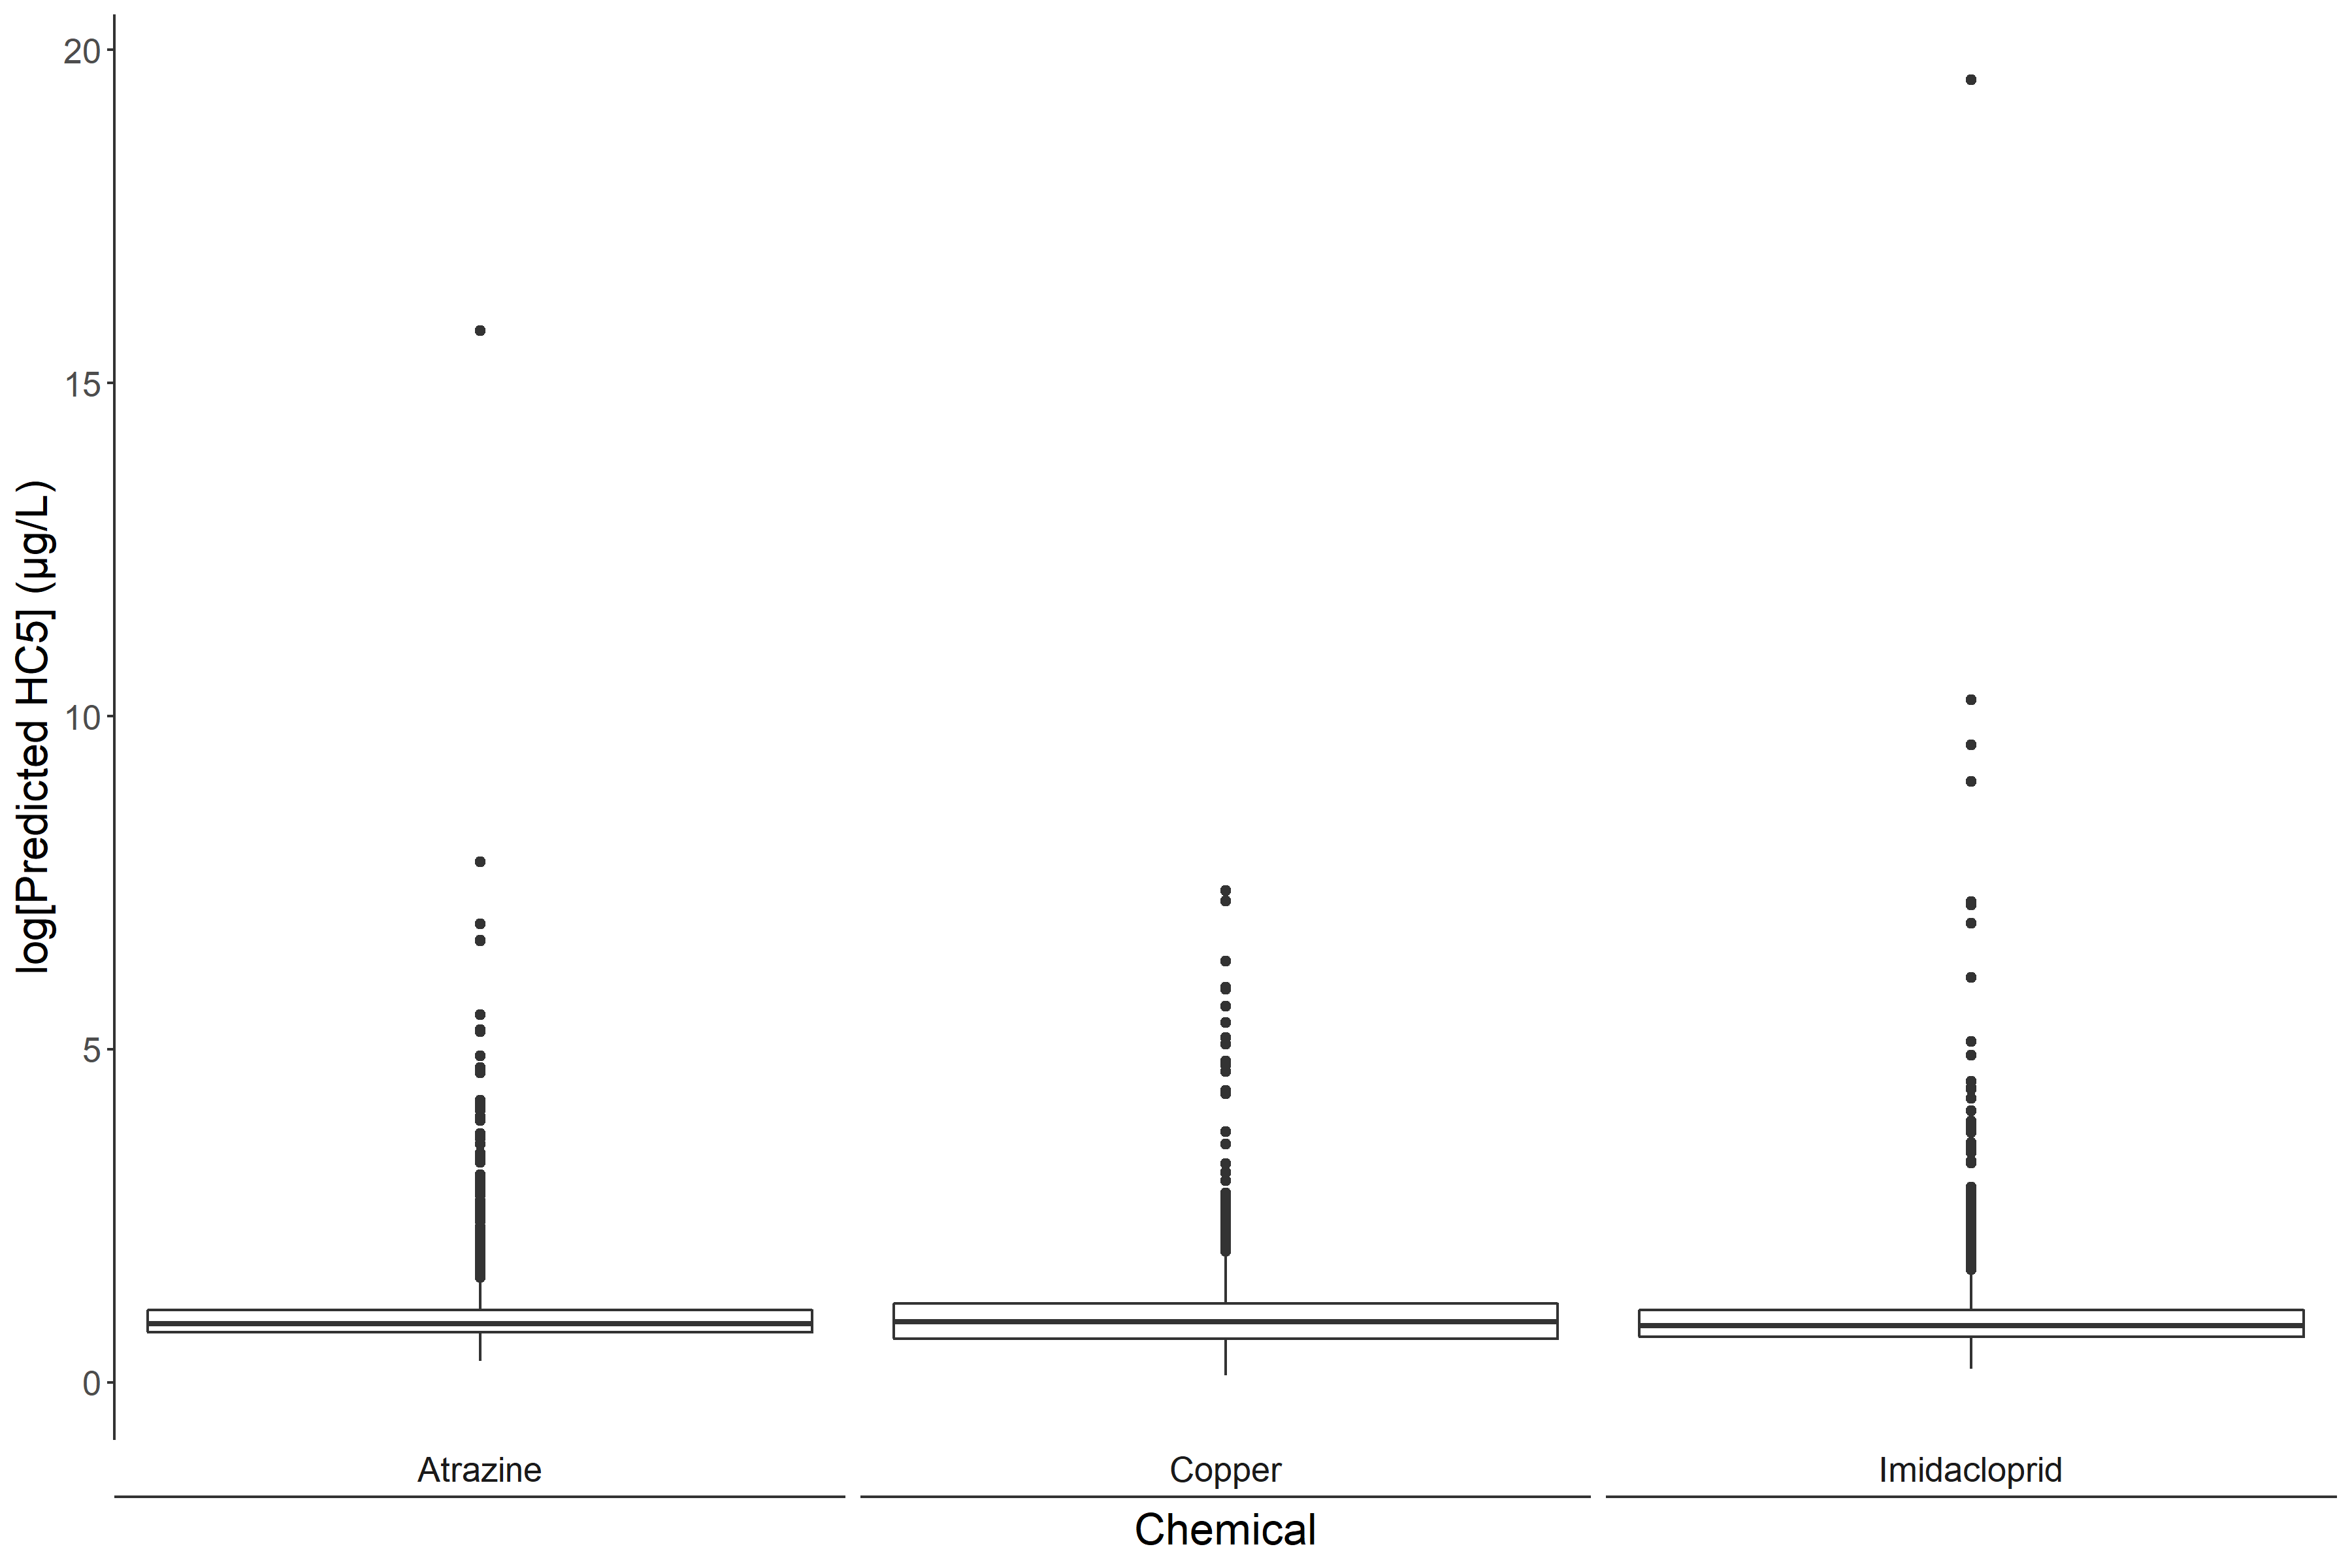 log[Predicted HC5] (µg/L)
20
15
10
5
0
Atrazine
Copper
Imidacloprid
Chemical